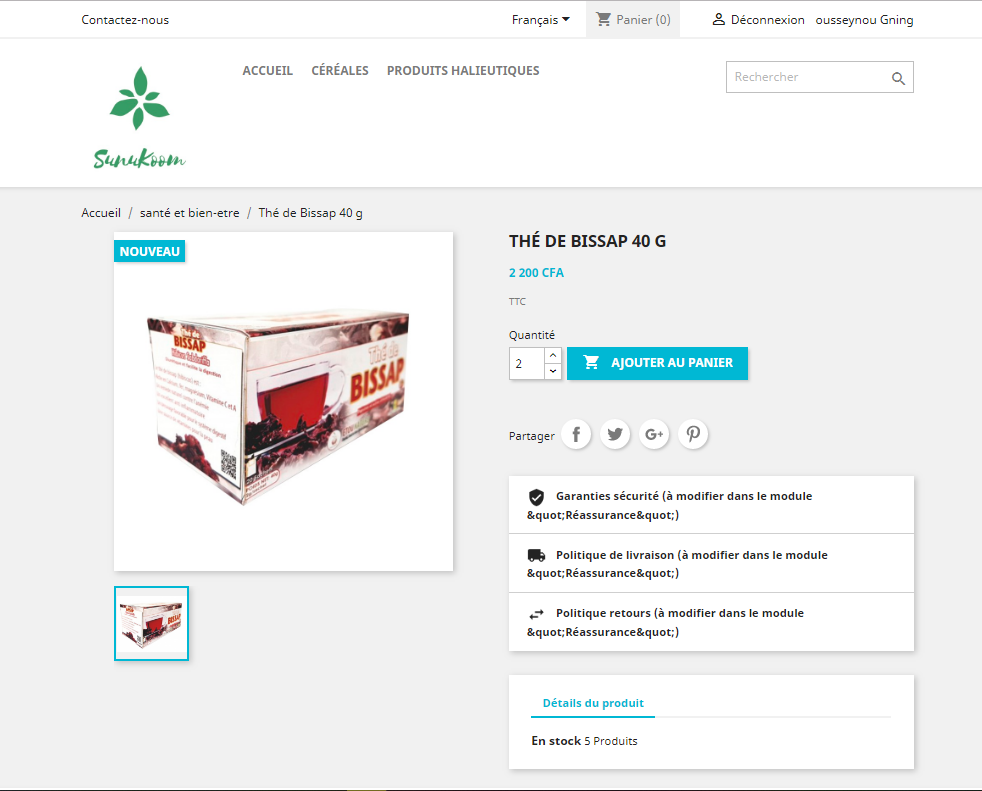 Contactez-nous
Français
Panier (0)
Déconnexion
ousseynou Gning
SunuKoom
ACCUEIL
CÉRÉALES
PRODUITS HALIEUTIQUES
Rechercher
Accueil / santé et bien-etre / Thé de Bissap 40 g
NOUVEAU
BISSAP
Thé de
BISSAP
THÉ DE BISSAP 40 G
2 200 CFA
TTC
Quantité
2
AJOUTER AU PANIER
Partager
Garanties sécurité (à modifier dans le module
&quot;Réassurance&quot;)
Politique de livraison (à modifier dans le module
&quot;Réassurance&quot;)
Politique retours (à modifier dans le module
&quot;Réassurance&quot;)
Détails du produit
En stock 5 Produits